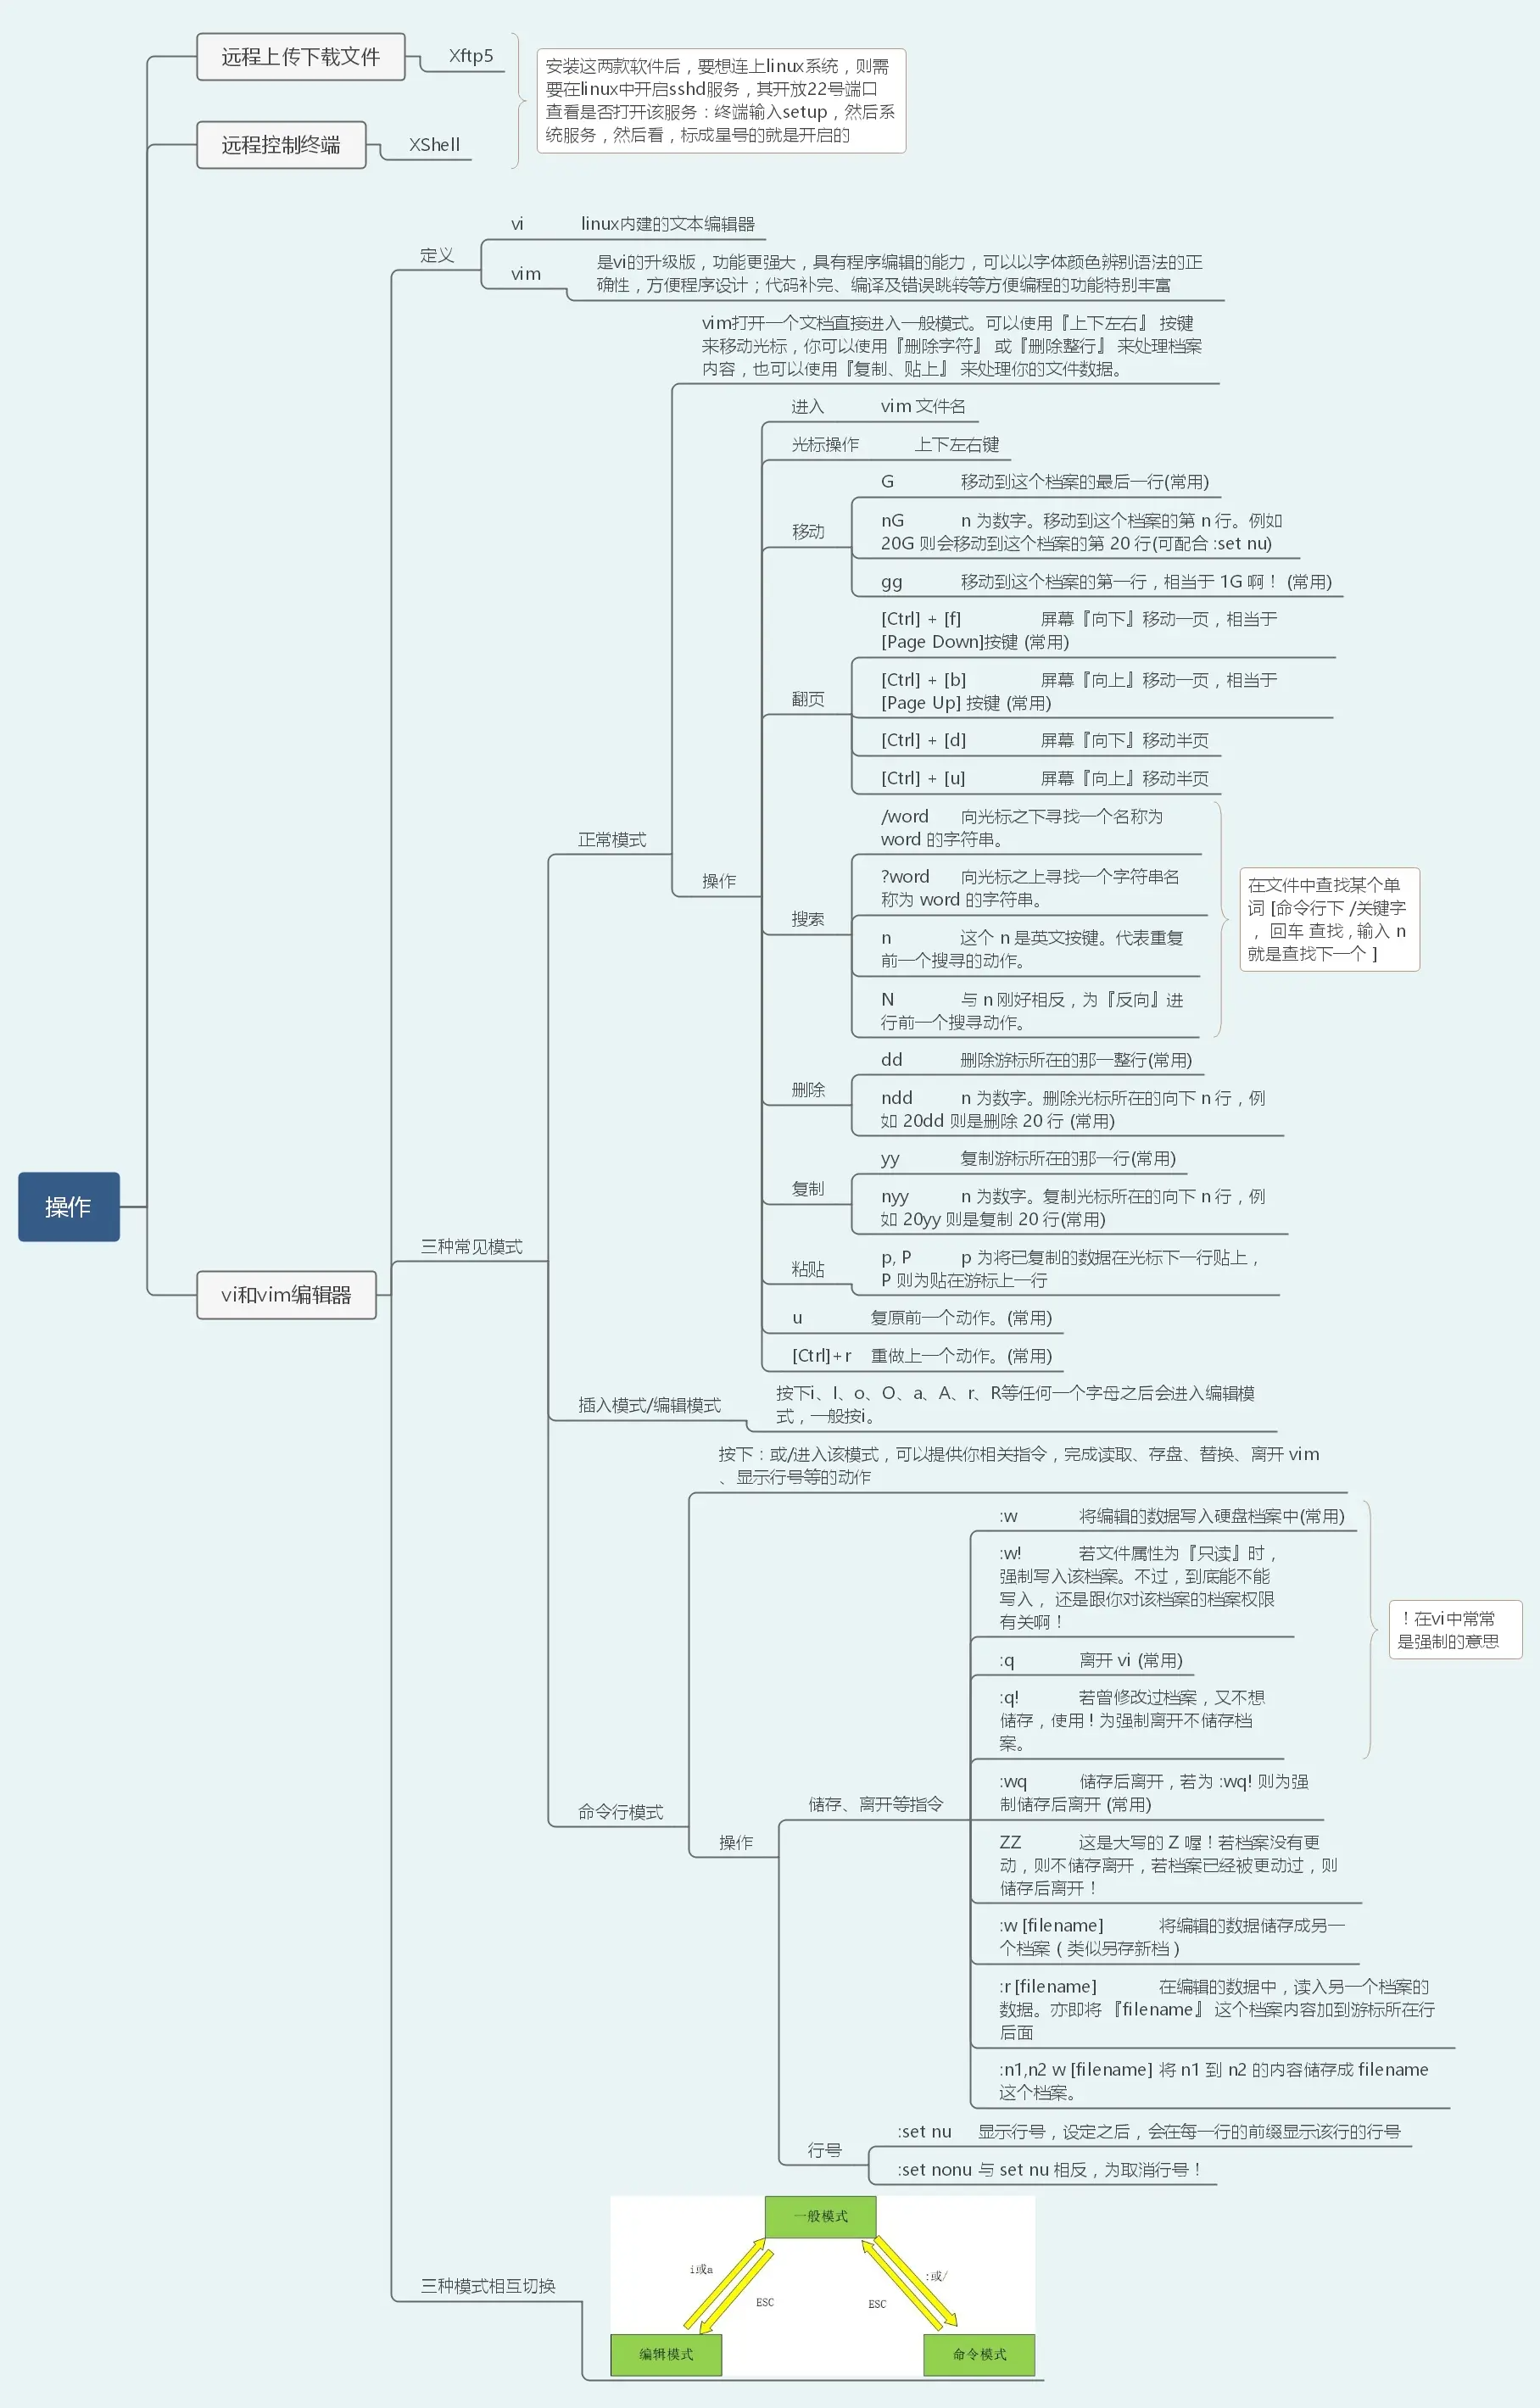 操作
远程上传下载文件
Xftp5
远程控制终端
XShell
安装这两款软件后，要想连上linux系统，则需
要在linux中开启sshd服务，其开放22号端口
查看是否打开该服务：终端输入setup，然后系
统服务，然后看，标成星号的就是开启的
vi和vim编辑器
定义
vi linux内建的文本编辑器
vim
是vi的升级版，功能更强大，具有程序编辑的能力，可以以字体颜色辨别语法的正
确性，方便程序设计；代码补完、编译及错误跳转等方便编程的功能特别丰富
三种常见模式
正常模式
vim打开一个文档直接进入一般模式。可以使用『上下左右』 按键
来移动光标，你可以使用『删除字符』 或『删除整行』 来处理档案
内容，也可以使用『复制、贴上』 来处理你的文件数据。
操作
进入 vim 文件名
光标操作 上下左右键
移动
G 移动到这个档案的最后一行(常用)
nG n 为数字。移动到这个档案的第 n 行。例如
20G 则会移动到这个档案的第 20 行(可配合 :set nu)
gg 移动到这个档案的第一行，相当于 1G 啊！ (常用)
翻页
[Ctrl] + [f] 屏幕『向下』移动一页，相当于
[Page Down]按键 (常用)
[Ctrl] + [b] 屏幕『向上』移动一页，相当于
[Page Up] 按键 (常用)
[Ctrl] + [d] 屏幕『向下』移动半页
[Ctrl] + [u] 屏幕『向上』移动半页
搜索
/word 向光标之下寻找一个名称为
word 的字符串。
?word 向光标之上寻找一个字符串名
称为 word 的字符串。
n 这个 n 是英文按键。代表重复
前一个搜寻的动作。
N 与 n 刚好相反，为『反向』进
行前一个搜寻动作。
在文件中查找某个单
词 [命令行下 /关键字
， 回车 查找 , 输入 n
就是查找下一个 ]
删除
dd 删除游标所在的那一整行(常用)
ndd n 为数字。删除光标所在的向下 n 行，例
如 20dd 则是删除 20 行 (常用)
复制
yy 复制游标所在的那一行(常用)
nyy n 为数字。复制光标所在的向下 n 行，例
如 20yy 则是复制 20 行(常用)
粘贴
p, P p 为将已复制的数据在光标下一行贴上，
P 则为贴在游标上一行
u 复原前一个动作。(常用)
[Ctrl]+r 重做上一个动作。(常用)
插入模式/编辑模式
按下i、I、o、O、a、A、r、R等任何一个字母之后会进入编辑模
式，一般按i。
命令行模式
按下：或/进入该模式，可以提供你相关指令，完成读取、存盘、替换、离开 vim
、显示行号等的动作
操作
储存、离开等指令
:w 将编辑的数据写入硬盘档案中(常用)
:w! 若文件属性为『只读』时，
强制写入该档案。不过，到底能不能
写入， 还是跟你对该档案的档案权限
有关啊！
:q 离开 vi (常用)
:q! 若曾修改过档案，又不想
储存，使用 ! 为强制离开不储存档
案。
！在vi中常常
是强制的意思
:wq 储存后离开，若为 :wq! 则为强
制储存后离开 (常用)
ZZ 这是大写的 Z 喔！若档案没有更
动，则不储存离开，若档案已经被更动过，则
储存后离开！
:w [filename] 将编辑的数据储存成另一
个档案（类似另存新档）
:r [filename] 在编辑的数据中，读入另一个档案的
数据。亦即将 『filename』 这个档案内容加到游标所在行
后面
:n1,n2 w [filename] 将 n1 到 n2 的内容储存成 filename
这个档案。
行号
:set nu 显示行号，设定之后，会在每一行的前缀显示该行的行号
:set nonu 与 set nu 相反，为取消行号！
三种模式相互切换
一般模式
i或a
ESC
ESC
:或/
编辑模式
命令模式